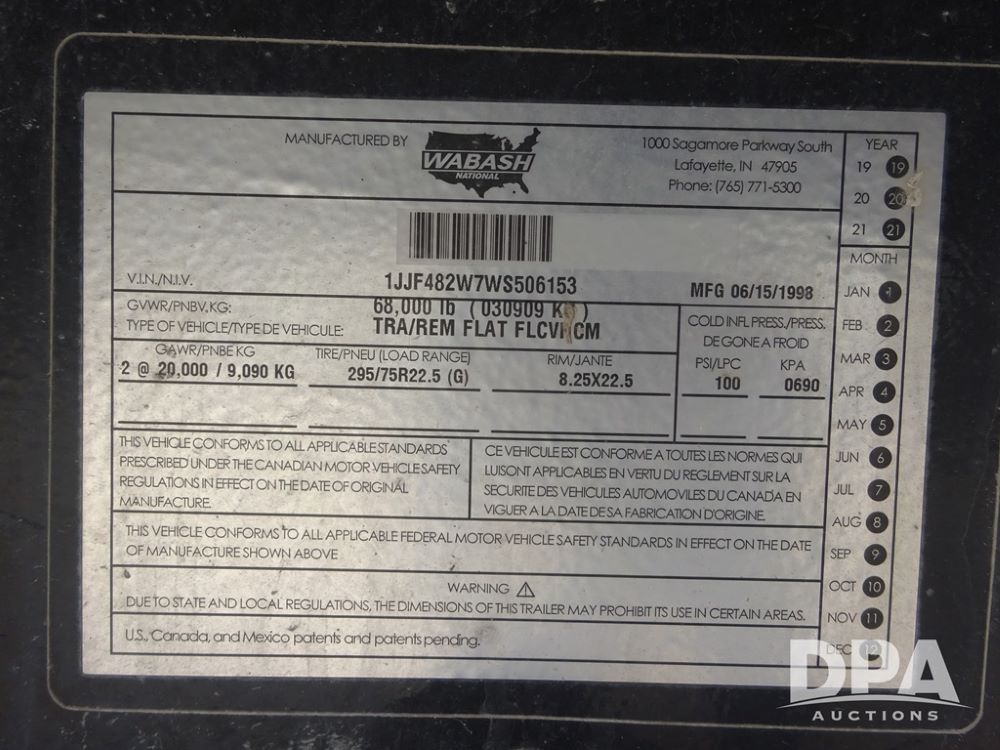 MANUFACTURED BY
WABASH
NATIONAL
1000 Sagamore Parkway South
Lafayette, IN 47905
Phone: (765) 771-5300
YEAR
19 19
20 20
21 21
V.I.N./N.I.V. 1JJF482W7WS506153 MFG 06/15/1998
GVWR/PNBV,KG: 68,000 lb (030909 KG)
TYPE OF VEHICLE/TYPE DE VEHICULE: TRA/REM FLAT
COLD INFL PRESS./PRESS.
DE GONE A FROID
GAWR/PNBE KG TIRE/PNEU (LOAD RANGE) RIM/JANTE PSI/LPC KPA
2 @ 20,000 / 9,090 KG 295/75R22.5 (G) 8.25X22.5 100 0690
THIS VEHICLE CONFORMS TO ALL APPLICABLE STANDARDS
PRESCRIBED UNDER THE CANADIAN MOTOR VEHICLE SAFETY
REGULATIONS IN EFFECT ON THE DATE OF ORIGINAL
MANUFACTURE.
CE VEHICULE EST CONFORME A TOUTES LES NORMES QUI
LUISONT APPLICABLES EN VERTU DU REGLEMENT SUR LA
SECURITE DES VEHICULES AUTOMOVILES DU CANADA EN
VIGUER A LA DATE DE SA FABRICATION D'ORIGINE.
THIS VEHICLE CONFORMS TO ALL APPLICABLE FEDERAL MOTOR VEHICLE SAFETY STANDARDS IN EFFECT ON THE DATE
OF MANUFACTURE SHOWN ABOVE
WARNING
DUE TO STATE AND LOCAL REGULATIONS, THE DIMENSIONS OF THIS TRAILER MAY PROHIBIT ITS USE IN CERTAIN AREAS.
U.S., Canada, and Mexico patents and patents pending.
MONTH
JAN 1
FEB 2
MAR 3
APR 4
MAY 5
JUN 6
JUL 7
AUG 8
SEP 9
OCT 10
NOV 11
DEC 12
DPA
AUCTIONS